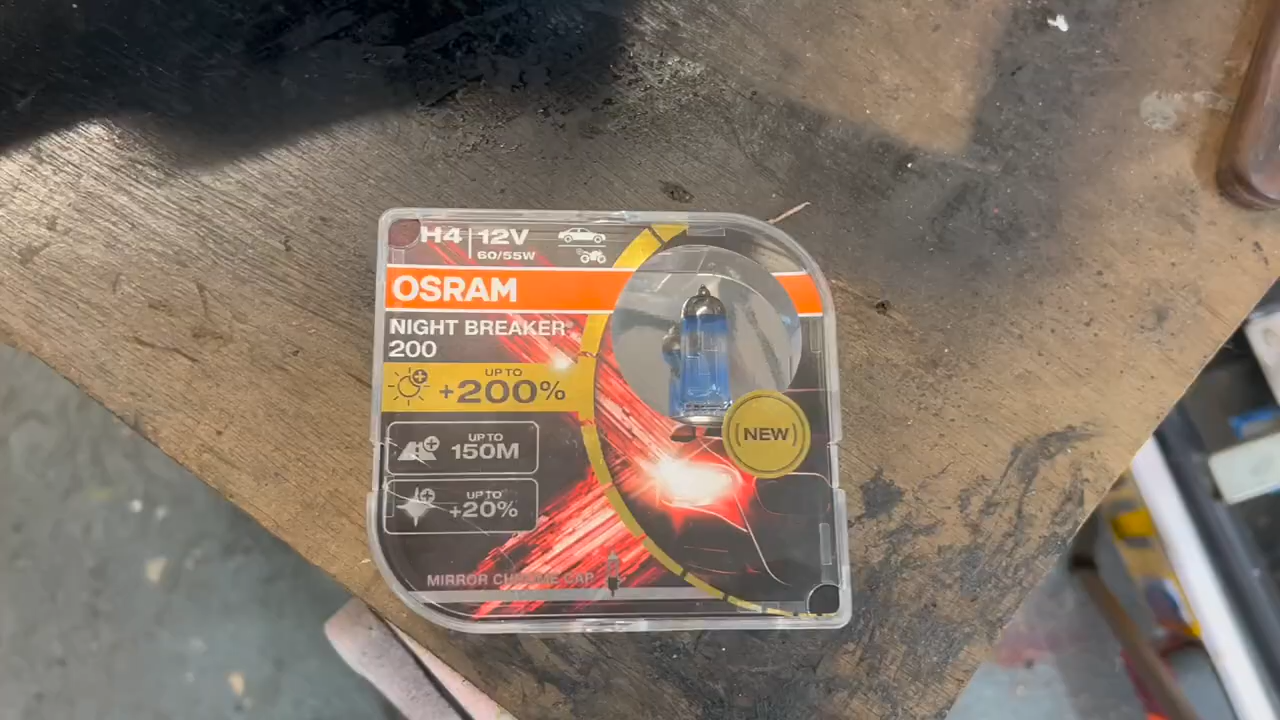 H4 12V
60/55W
OSRAM
NIGHT BREAKER®
200
UP TO
+200%
UP TO
150M
(NEW)
UP TO
+20%
MIRROR CHROME CAP